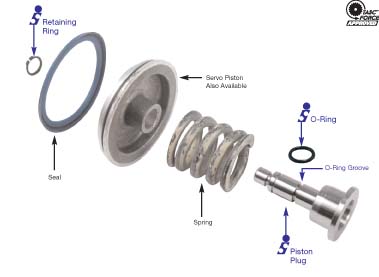 TASC
FORCE
APPROVED
Retaining
Ring
Servo Piston
Also Available
O-Ring
O-Ring Groove
Seal
Spring
Piston
Plug